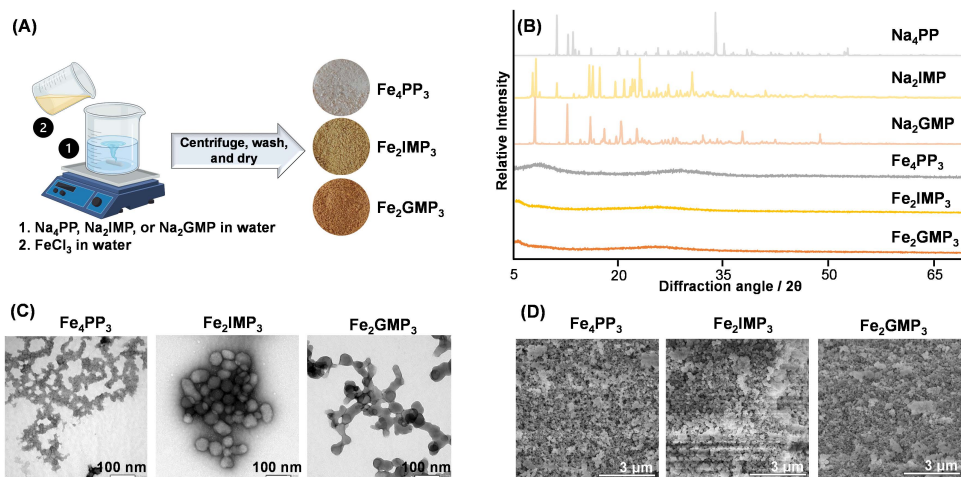 (A)
2
1
Centrifuge, wash,
and dry
Fe₄PP₃
Fe₂IMP₃
Fe₂GMP₃
1. Na₄PP, Na₂IMP, or Na₂GMP in water
2. FeCl₃ in water
(B)
Relative Intensity
Na₄PP
Na₂IMP
Na₂GMP
Fe₄PP₃
Fe₂IMP₃
Fe₂GMP₃
5 20 35 50 65
Diffraction angle / 2θ
(C)
Fe₄PP₃ Fe₂IMP₃ Fe₂GMP₃
100 nm 100 nm 100 nm
(D)
Fe₄PP₃ Fe₂IMP₃ Fe₂GMP₃
3 µm 3 µm 3 µm